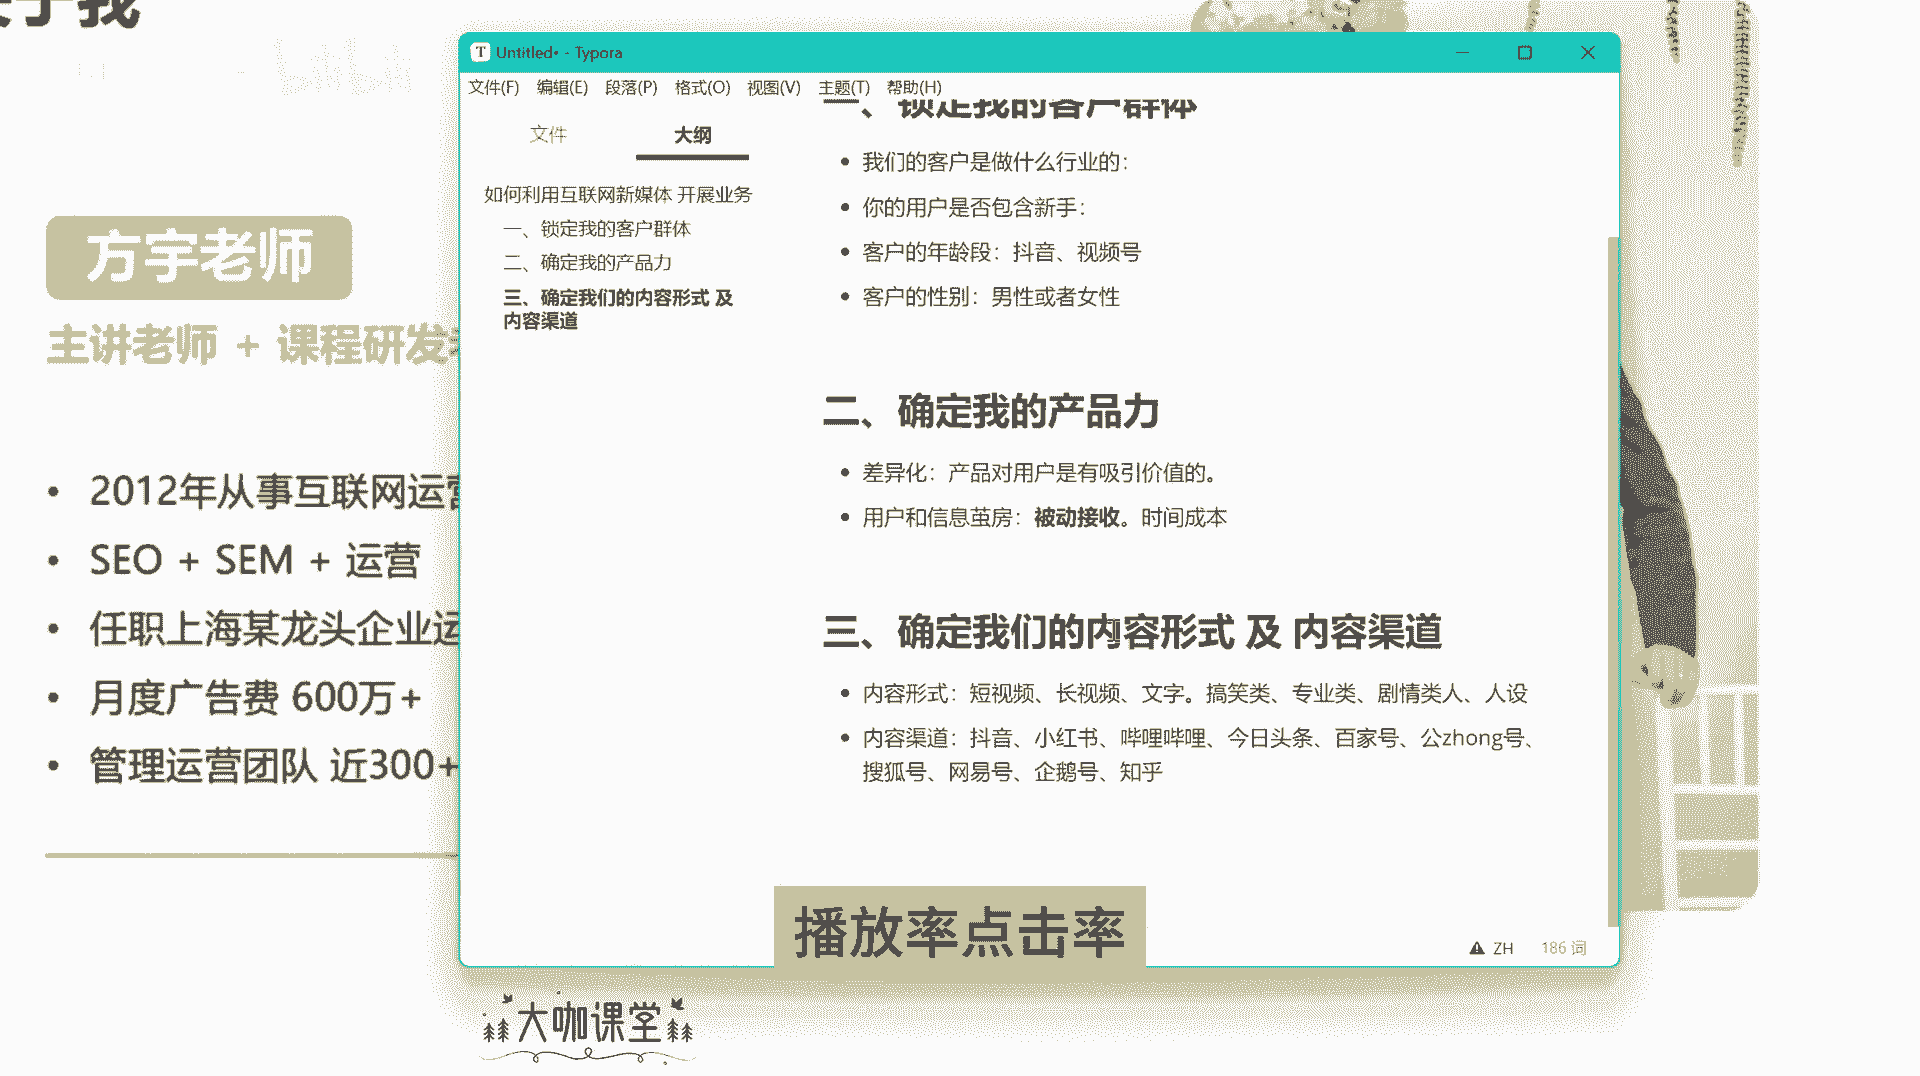 关于我
bilibili
方宇老师
主讲老师 + 课程研发
2012年从事互联网运营
SEO + SEM + 运营
任职上海某龙头企业运
月度广告费 600万+
管理运营团队 近300+
Untitled• - Typora
文件(F) 编辑(E) 段落(P) 格式(O) 视图(V) 主题(T) 帮助(H)
文件 大纲
如何利用互联网新媒体 开展业务
一、锁定我的客户群体
二、确定我的产品力
三、确定我们的内容形式 及
内容渠道
一、锁定我的客户群体
我们的客户是做什么行业的：
你的用户是否包含新手：
客户的年龄段：抖音、视频号
客户的性别：男性或者女性
二、确定我的产品力
差异化：产品对用户是有吸引价值的。
用户和信息茧房：被动接收。时间成本
三、确定我们的内容形式 及 内容渠道
内容形式：短视频、长视频、文字。搞笑类、专业类、剧情类人、人设
内容渠道：抖音、小红书、哔哩哔哩、今日头条、百家号、公zhong号、
搜狐号、网易号、企鹅号、知乎
播放率点击率
ZH 186 词
大咖课堂